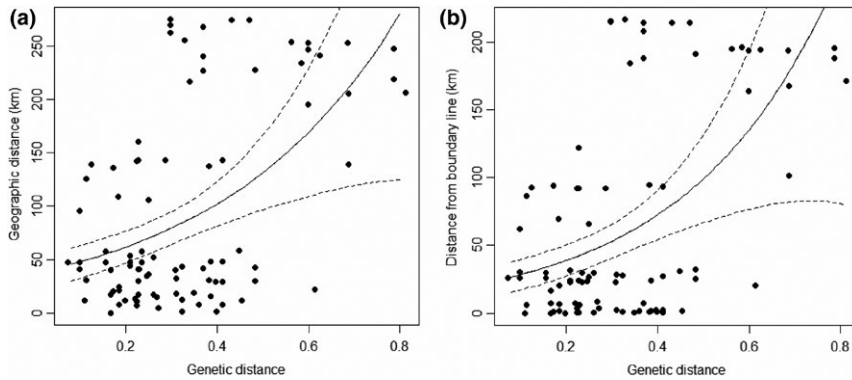 (a)
Geographic distance (km)
250
200
150
100
50
0
0.2 0.4 0.6 0.8
Genetic distance
(b)
Distance from boundary line (km)
200
150
100
50
0
0.2 0.4 0.6 0.8
Genetic distance